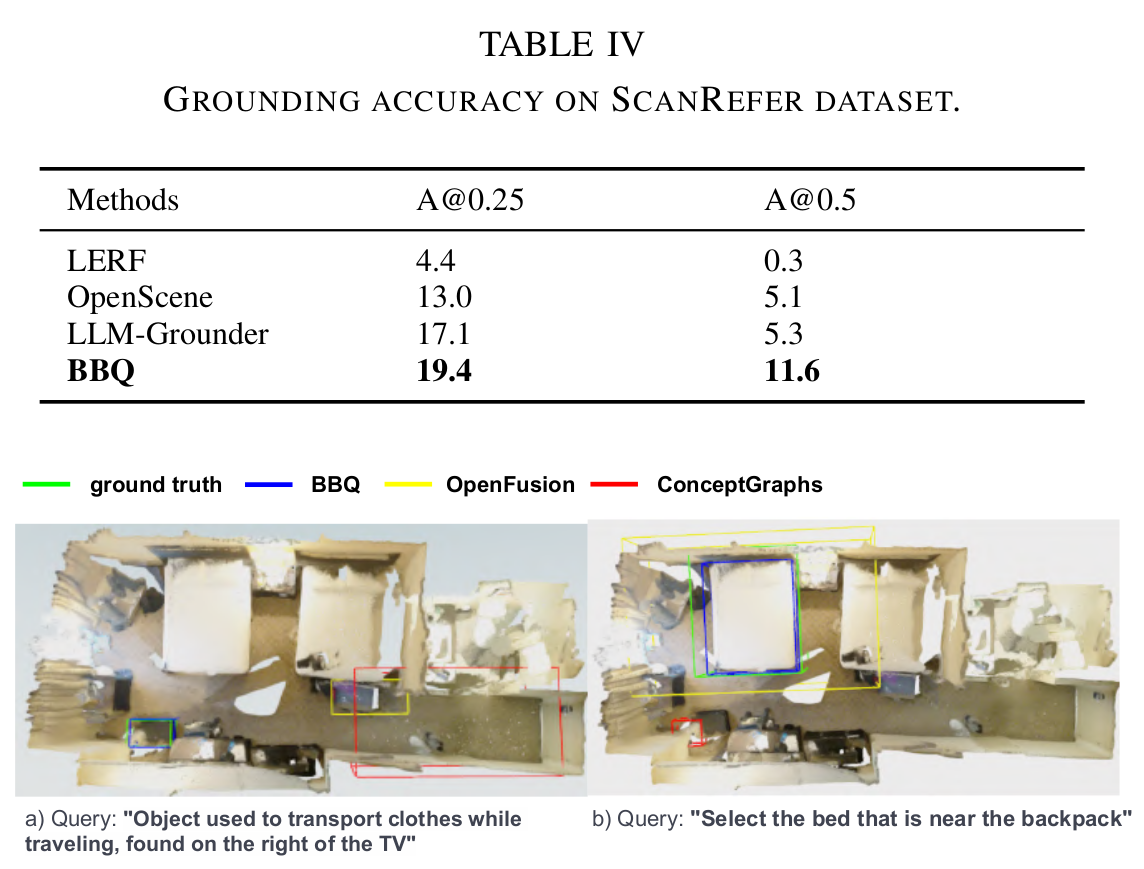 TABLE IV
GROUNDING ACCURACY ON SCANREFER DATASET.
Methods A@0.25 A@0.5
LERF 4.4 0.3
OpenScene 13.0 5.1
LLM-Grounder 17.1 5.3
BBQ 19.4 11.6
ground truth BBQ OpenFusion ConceptGraphs
a) Query: "Object used to transport clothes while
traveling, found on the right of the TV"
b) Query: "Select the bed that is near the backpack"